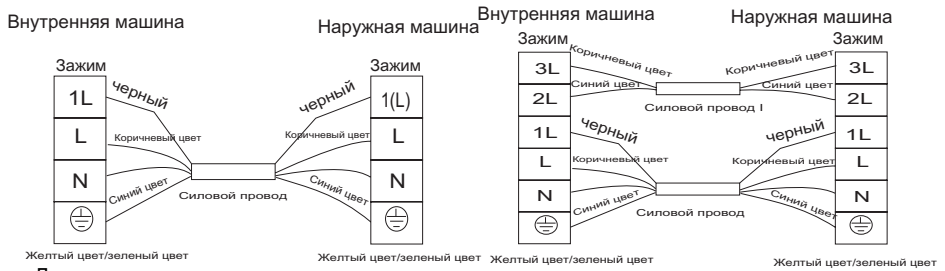 Внутренняя машина
Наружная машина
Зажим
Зажим
1L
черный
черный
1(L)
L
Коричневый цвет
Коричневый цвет
L
N
Синий цвет
Силовой провод
Синий цвет
N
Желтый цвет/зеленый цвет
Желтый цвет/зеленый цвет
Внутренняя машина
Наружная машина
Зажим
Зажим
3L
Коричневый цвет
Коричневый цвет
3L
2L
Синий цвет
Синий цвет
2L
Силовой провод I
1L
черный
черный
1L
L
Коричневый цвет
Коричневый цвет
L
N
Синий цвет
Силовой провод
Синий цвет
N
Желтый цвет/зеленый цвет
Желтый цвет/зеленый цвет